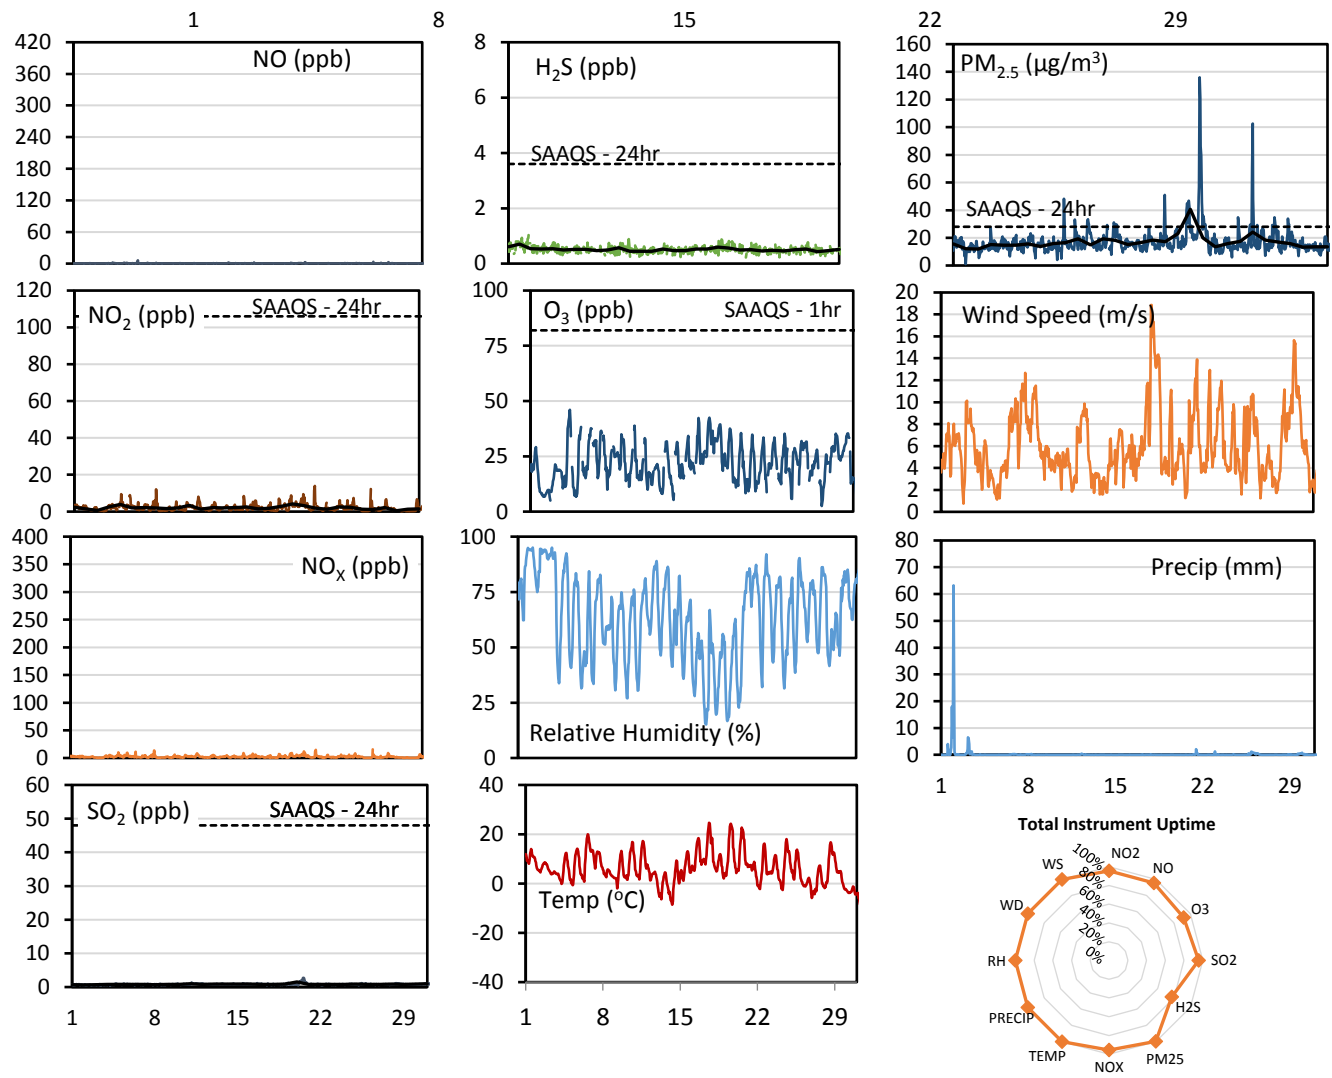 1 8 15 22 29
NO (ppb)
420
360
300
240
180
120
60
0
H₂S (ppb)
SAAQS - 24hr
8
6
4
2
0
PM₂.₅ (µg/m³)
SAAQS - 24hr
160
140
120
100
80
60
40
20
0
NO₂ (ppb)
SAAQS - 24hr
120
100
80
60
40
20
0
O₃ (ppb)
SAAQS - 1hr
100
75
50
25
0
Wind Speed (m/s)
20
18
16
14
12
10
8
6
4
2
0
NOₓ (ppb)
400
350
300
250
200
150
100
50
0
100
75
50
25
0
Relative Humidity (%)
Precip (mm)
80
70
60
50
40
30
20
10
0
1 8 15 22 29
SO₂ (ppb)
SAAQS - 24hr
60
50
40
30
20
10
0
1 8 15 22 29
40
20
0
-20
-40
Temp (⁰C)
1 8 15 22 29
Total Instrument Uptime
100%
80%
60%
40%
20%
0%
NO2
NO
O3
SO2
H2S
PM25
NOX
TEMP
PRECIP
RH
WD
WS